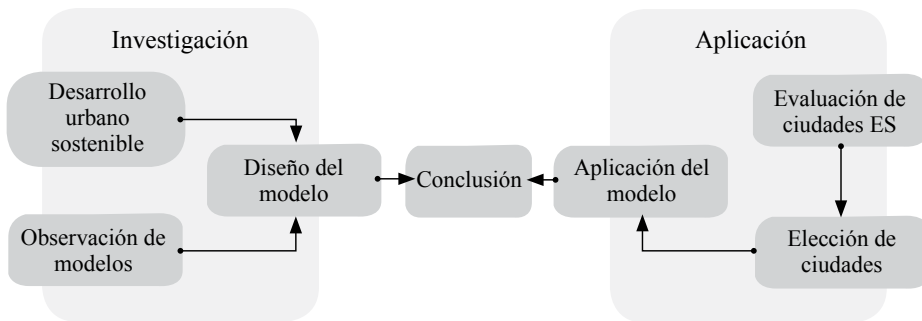 Investigación
Desarrollo
urbano
sostenible
Observación de
modelos
Diseño del
modelo
Conclusión
Aplicación
Aplicación del
modelo
Evaluación de
ciudades ES
Elección de
ciudades